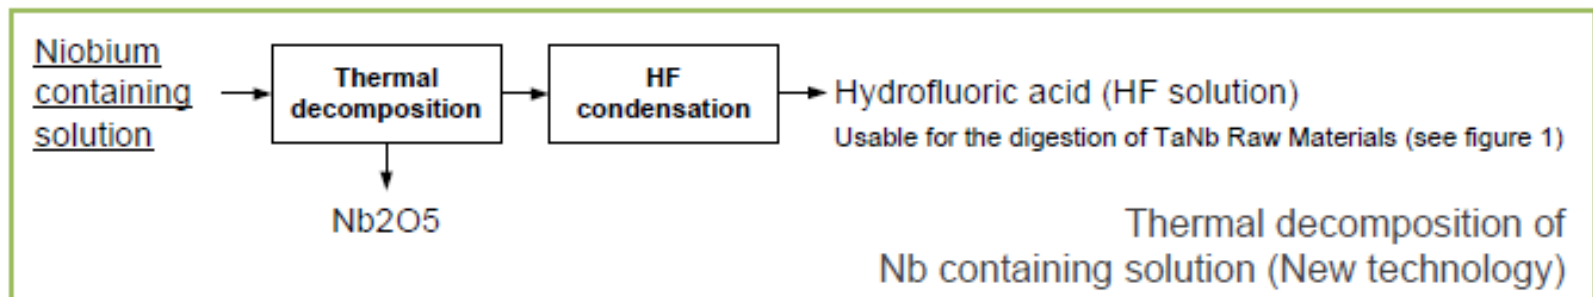 Niobium
containing
solution
Thermal
decomposition
HF
condensation
Hydrofluoric acid (HF solution)
Usable for the digestion of TaNb Raw Materials (see figure 1)
Nb2O5
Thermal decomposition of
Nb containing solution (New technology)